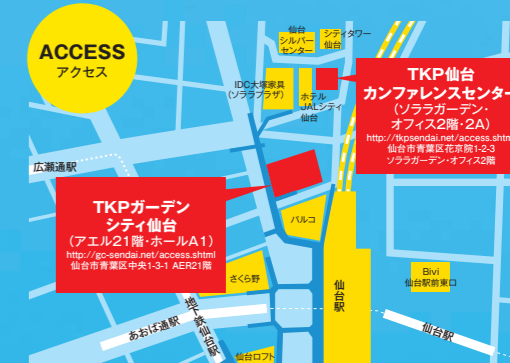 ACCESS
アクセス
仙台
シルバー
センター
シティタワー
仙台
IDC大塚家具
(ソララプラザ)
ホテル
JALシティ
仙台
TKP仙台
カンファレンスセンター
(ソララガーデン・
オフィス2階・2A)
http://tkpsendai.net/access.shtml
仙台市青葉区花京院1-2-3
ソララガーデン・オフィス2階
広瀬通駅
TKPガーデン
シティ仙台
(アエル21階・ホールA1)
http://gc-sendai.net/access.shtml
仙台市青葉区中央1-3-1 AER21階
パルコ
さくら野
仙台駅
Bivi
仙台駅前東口
あおば通駅
地下鉄仙台駅
仙台駅
仙台ロフト